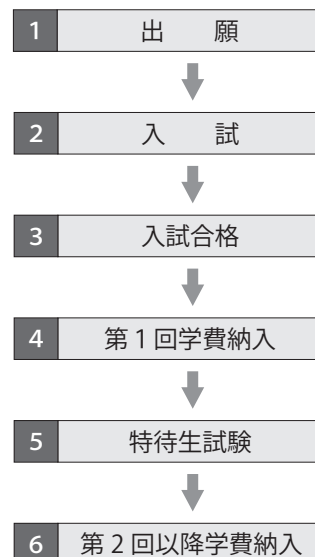 1 出　願
2 入　試
3 入試合格
4 第1回学費納入
5 特待生試験
6 第2回以降学費納入